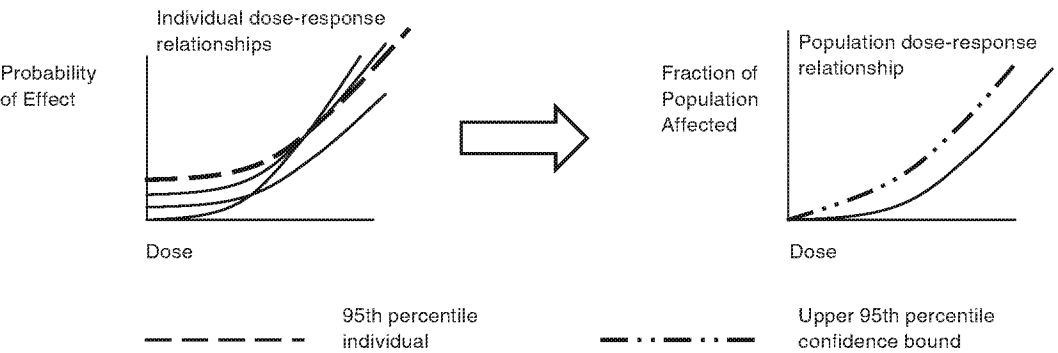 Individual dose-response
relationships
Probability
of Effect
Dose
Population dose-response
relationship
Fraction of
Population
Affected
Dose
95th percentile
individual
Upper 95th percentile
confidence bound